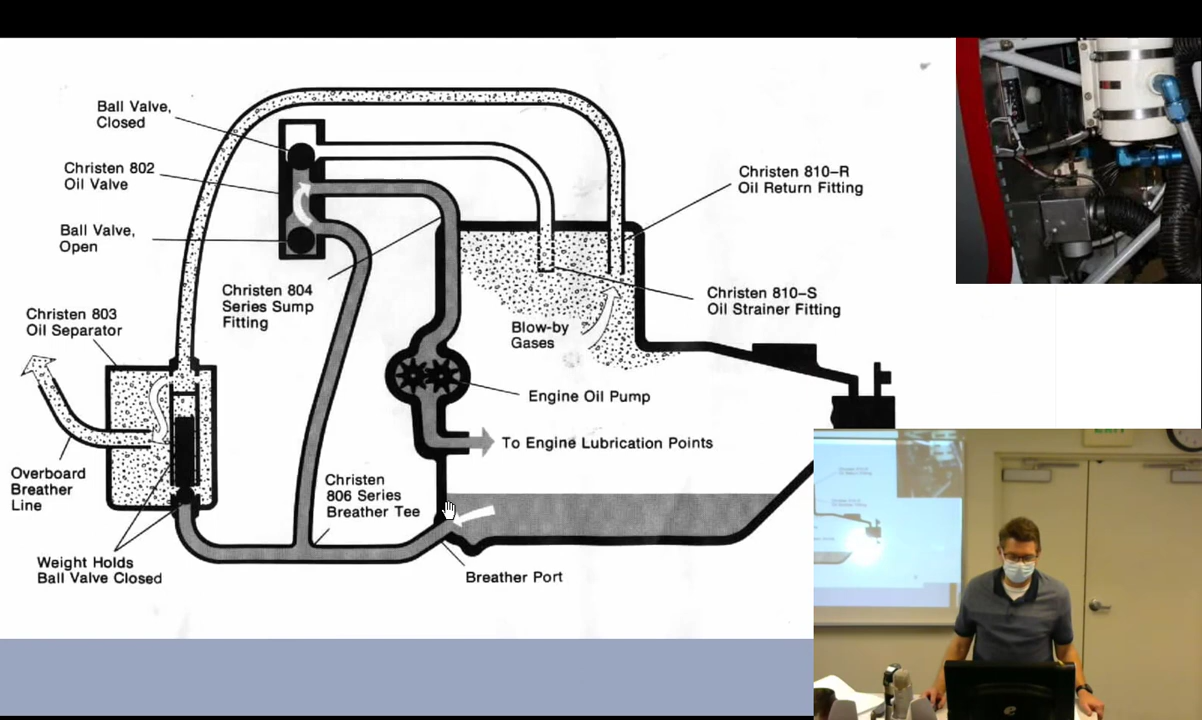 Ball Valve,
Closed
Christen 802
Oil Valve
Ball Valve,
Open
Christen 803
Oil Separator
Christen 804
Series Sump
Fitting
Christen 810-R
Oil Return Fitting
Christen 810-S
Oil Strainer Fitting
Blow-by
Gases
Engine Oil Pump
To Engine Lubrication Points
Overboard
Breather
Line
Christen
806 Series
Breather Tee
Weight Holds
Ball Valve Closed
Breather Port
EXIT